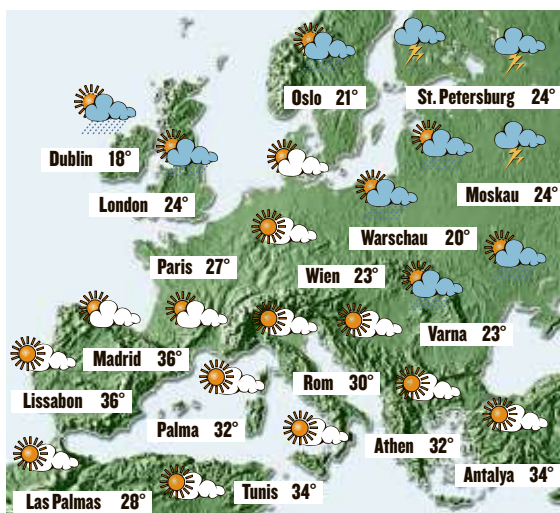 Oslo 21°
St. Petersburg 24°
Dublin 18°
London 24°
Moskau 24°
Warschau 20°
Paris 27°
Wien 23°
Varna 23°
Madrid 36°
Lissabon 36°
Rom 30°
Palma 32°
Athen 32°
Antalya 34°
Las Palmas 28°
Tunis 34°